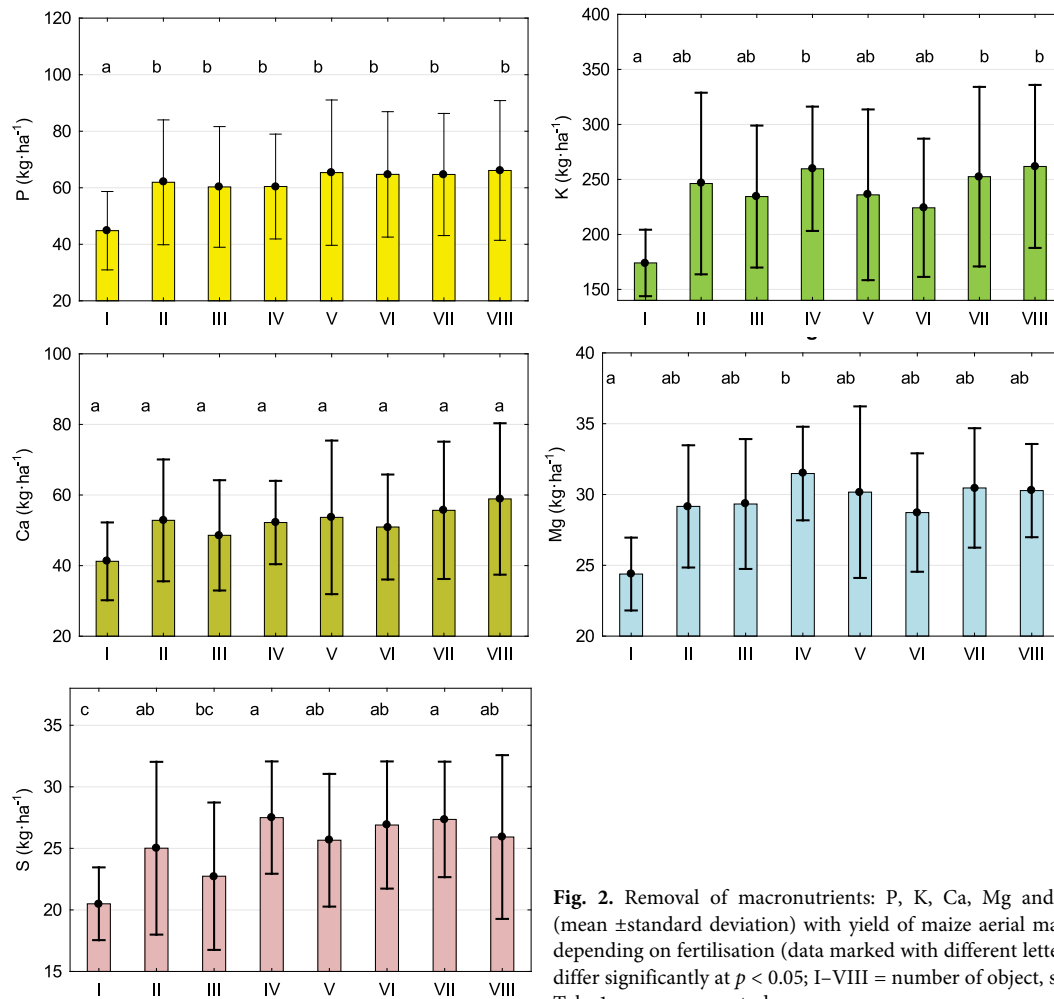 120
100
80
60
40
20
P (kg·ha⁻¹)
a b b b b b b b
I II III IV V VI VII VIII
400
350
300
250
200
150
K (kg·ha⁻¹)
a ab ab b ab ab b b
I II III IV V VI VII VIII
100
80
60
40
20
Ca (kg·ha⁻¹)
a a a a a a a a
I II III IV V VI VII VIII
40
35
30
25
20
Mg (kg·ha⁻¹)
a ab ab b ab ab ab ab
I II III IV V VI VII VIII
35
30
25
20
15
S (kg·ha⁻¹)
c ab bc a ab ab a ab
I II III IV V VI VII VIII
Fig. 2. Removal of macronutrients: P, K, Ca, Mg and
(mean ±standard deviation) with yield of maize aerial ma
depending on fertilisation (data marked with different lette
differ significantly at p < 0.05; I–VIII = number of object, s